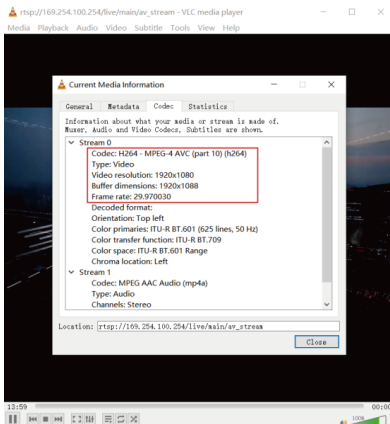 rtsp://169.254.100.254/live/main/av_stream - VLC media player
Media Playback Audio Video Subtitle Tools View Help
Current Media Information
General Metadata Codec Statistics
Information about what your media or stream is made of.
Muxer, Audio and Video Codecs, Subtitles are shown.
Stream 0
Codec: H264 - MPEG-4 AVC (part 10) (h264)
Type: Video
Video resolution: 1920x1080
Buffer dimensions: 1920x1088
Frame rate: 29.970030
Decoded format:
Orientation: Top left
Color primaries: ITU-R BT.601 (625 lines, 50 Hz)
Color transfer function: ITU-R BT.709
Color space: ITU-R BT.601 Range
Chroma location: Left
Stream 1
Codec: MPEG AAC Audio (mp4a)
Type: Audio
Channels: Stereo
Location: rtsp://169.254.100.254/live/main/av_stream
Close
13:59 00:00
100%